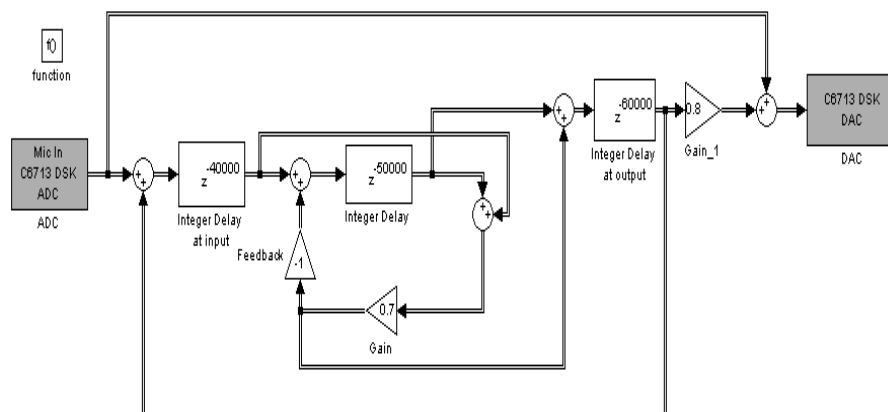 f()
function
Mic In
C6713 DSK
ADC
ADC
+
+
-40000
z
Integer Delay
at input
+
+
-50000
z
Integer Delay
+
+
Feedback
-1
0.7
Gain
+
+
-60000
z
Integer Delay
at output
0.8
Gain_1
+
+
C6713 DSK
DAC
DAC